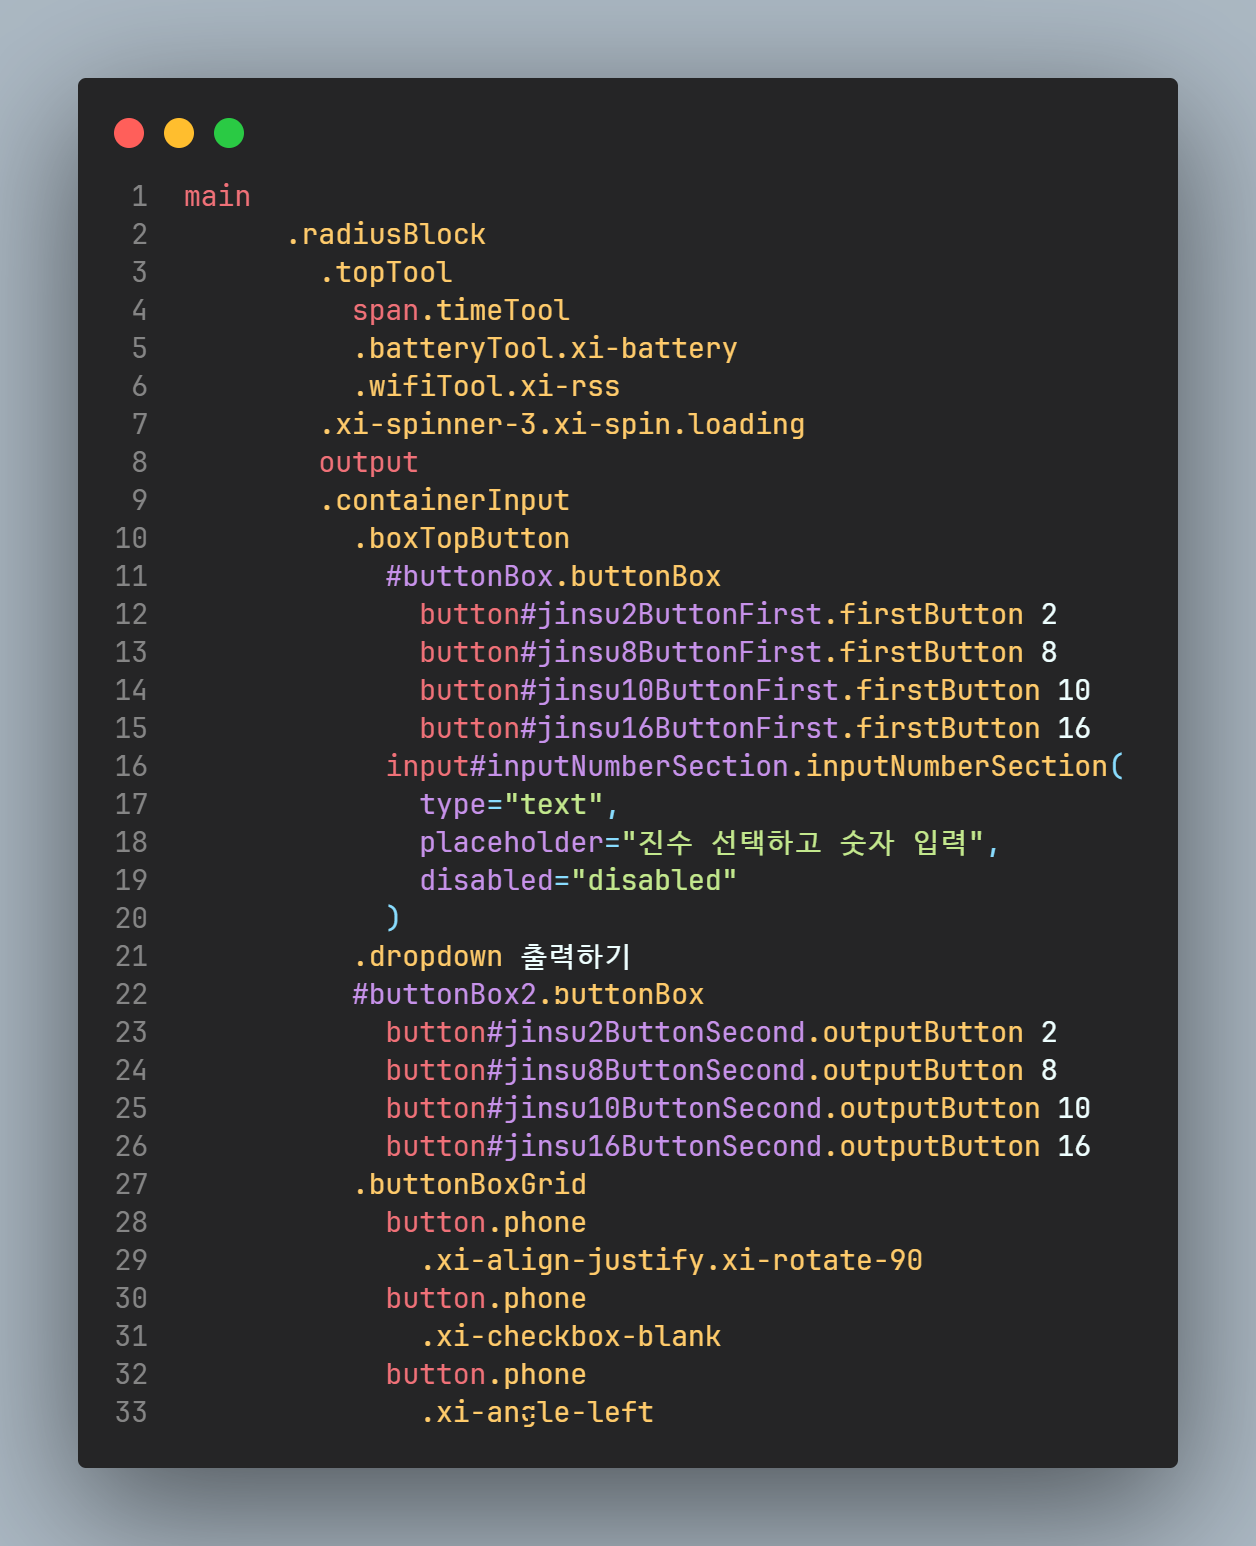 1 main
2 .radiusBlock
3 .topTool
4 span.timeTool
5 .batteryTool.xi-battery
6 .wifiTool.xi-rss
7 .xi-spinner-3.xi-spin.loading
8 output
9 .containerInput
10 .boxTopButton
11 #buttonBox.buttonBox
12 button#jinsu2ButtonFirst.firstButton 2
13 button#jinsu8ButtonFirst.firstButton 8
14 button#jinsu10ButtonFirst.firstButton 10
15 button#jinsu16ButtonFirst.firstButton 16
16 input#inputNumberSection.inputNumberSection(
17 type="text",
18 placeholder="진수 선택하고 숫자 입력",
19 disabled="disabled"
20 )
21 .dropdown 출력하기
22 #buttonBox2.buttonBox
23 button#jinsu2ButtonSecond.outputButton 2
24 button#jinsu8ButtonSecond.outputButton 8
25 button#jinsu10ButtonSecond.outputButton 10
26 button#jinsu16ButtonSecond.outputButton 16
27 .buttonBoxGrid
28 button.phone
29 .xi-align-justify.xi-rotate-90
30 button.phone
31 .xi-checkbox-blank
32 button.phone
33 .xi-angle-left